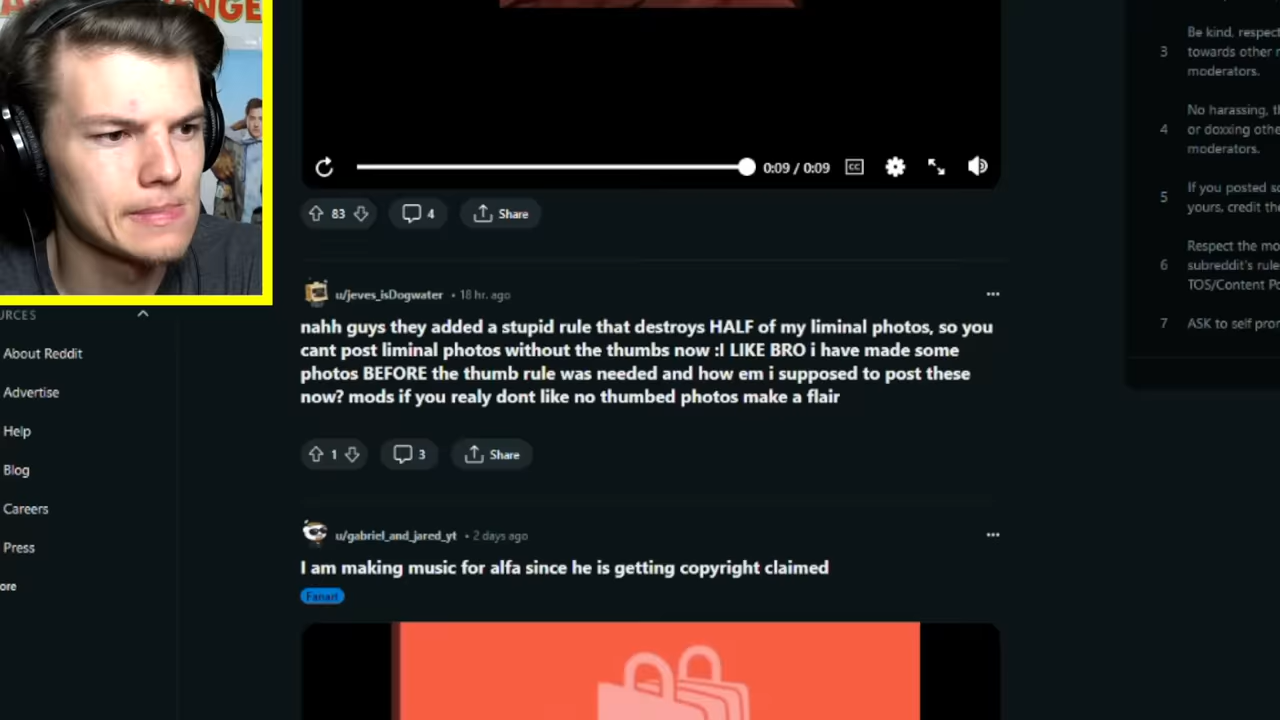 ENGE
0:09 / 0:09
CC
83
4
Share
u/jeves_isDogwater • 18 hr. ago
nahh guys they added a stupid rule that destroys HALF of my liminal photos, so you
cant post liminal photos without the thumbs now :I LIKE BRO i have made some
photos BEFORE the thumb rule was needed and how em i supposed to post these
now? mods if you realy dont like no thumbed photos make a flair
1
3
Share
u/gabriel_and_jared_yt • 2 days ago
I am making music for alfa since he is getting copyright claimed
Fanart
URCES
About Reddit
Advertise
Help
Blog
Careers
Press
ore
3
Be kind, respect
towards other
moderators.
4
No harassing, th
or doxxing othe
moderators.
5
If you posted so
yours, credit the
6
Respect the mo
subreddit's rule
TOS/Content Po
7
ASK to self pro